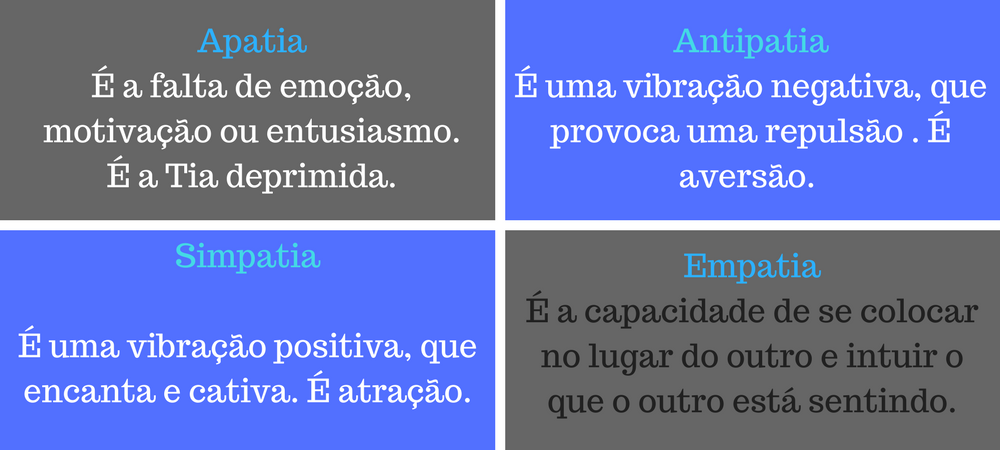 Apatia
É a falta de emoção,
motivação ou entusiasmo.
É a Tia deprimida.
Antipatia
É uma vibração negativa, que
provoca uma repulsão . É
aversão.
Simpatia
É uma vibração positiva, que
encanta e cativa. É atração.
Empatia
É a capacidade de se colocar
no lugar do outro e intuir o
que o outro está sentindo.